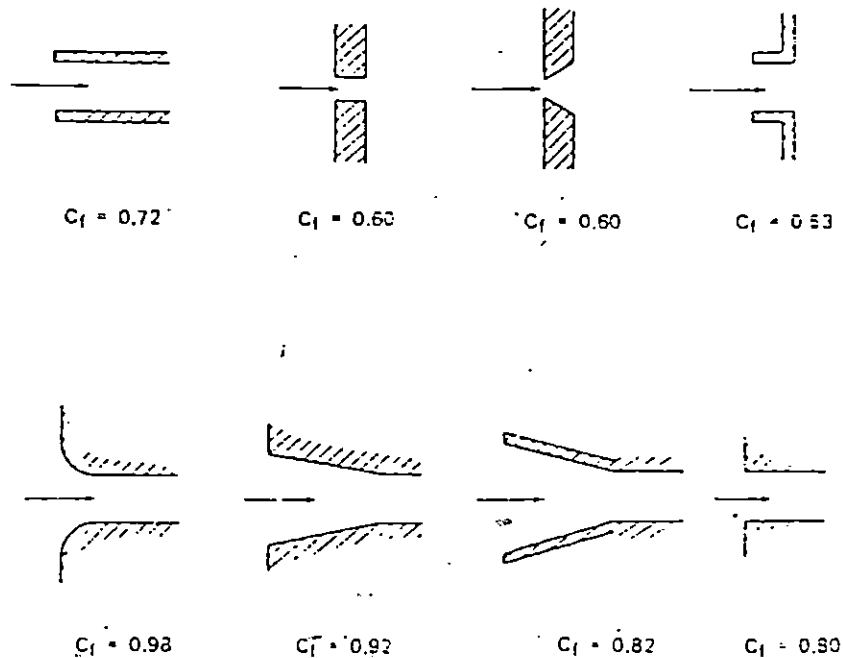 Cf = 0.72
Cf = 0.60
Cf = 0.60
Cf = 0.53
Cf = 0.98
Cf = 0.92
Cf = 0.82
Cf = 0.80